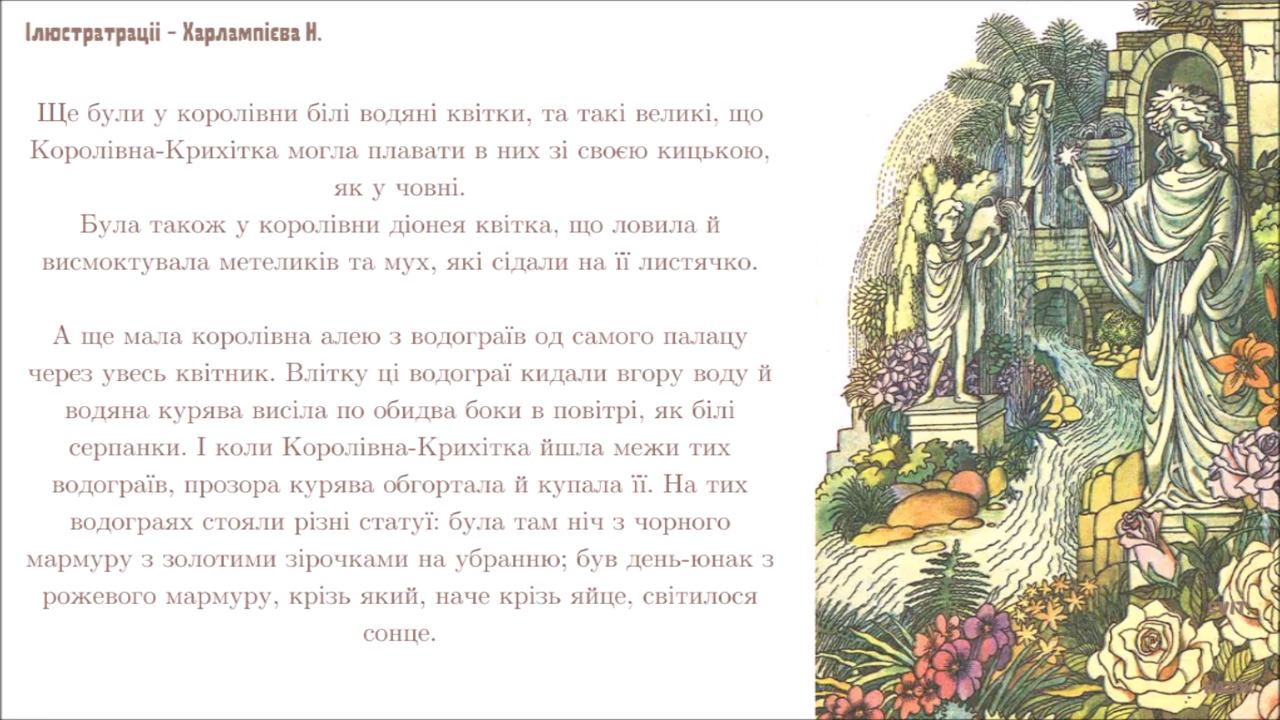 Ілюстратраціі - Харлампієва Н.
Ще були у королівни білі водяні квітки, та такі великі, що
Королівна-Крихітка могла плавати в них зі своєю кицькою,
як у човні.
Була також у королівни діонея квітка, що ловила й
висмоктувала метеликів та мух, які сідали на її листячко.
А ще мала королівна алею з водограїв од самого палацу
через увесь квітник. Влітку ці водограї кидали вгору воду й
водяна курява висіла по обидва боки в повітрі, як білі
серпанки. І коли Королівна-Крихітка йшла межи тих
водограїв, прозора курява обгортала й купала її. На тих
водограях стояли різні статуї: була там ніч з чорного
мармуру з золотими зірочками на убранню; був день-юнак з
рожевого мармуру, крізь який, наче крізь яйце, світилося
сонце.